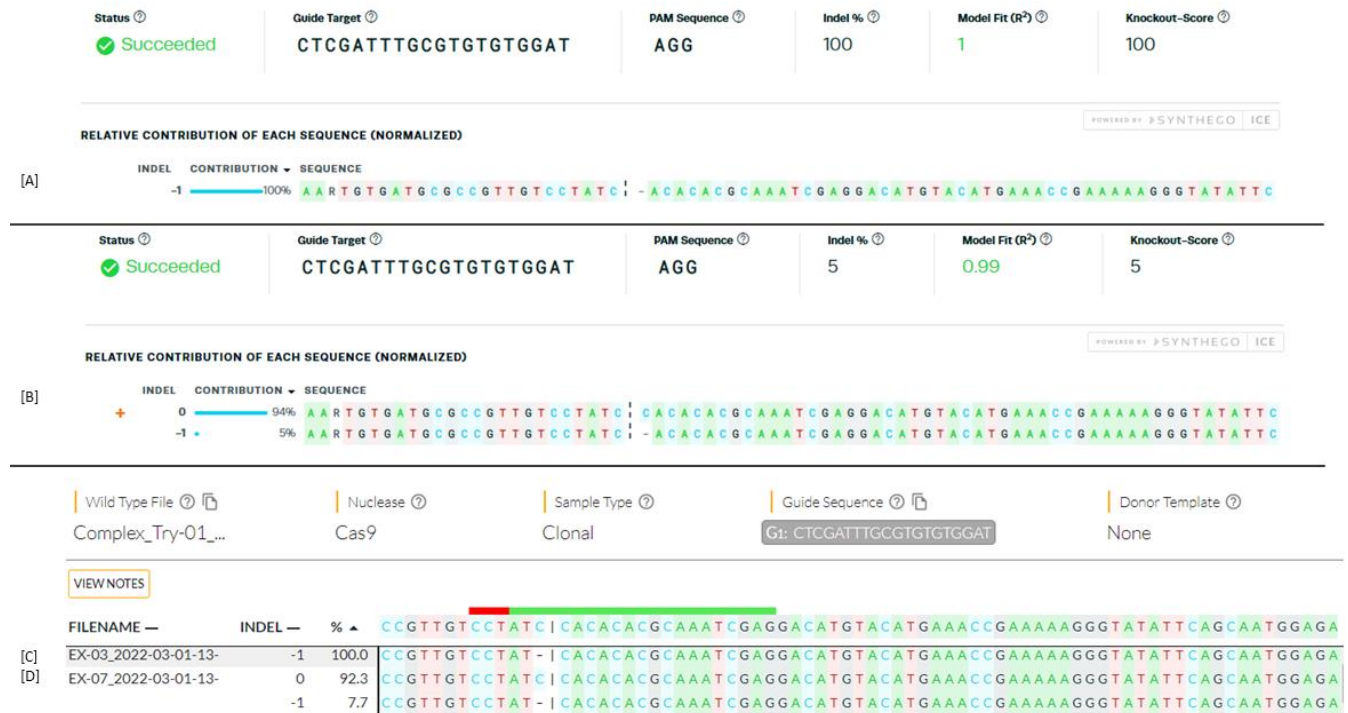 Status ? Guide Target ? PAM Sequence ? Indel % ? Model Fit (R²) ? Knockout-Score ?
Succeeded CTCGATTTGCGTGTGTGGAT AGG 100 1 100
POWERED BY SYNTHEGO ICE
RELATIVE CONTRIBUTION OF EACH SEQUENCE (NORMALIZED)
INDEL CONTRIBUTION SEQUENCE
[A] -1 100% AARTGTGATGCGCCGTTGTCCTATC¦-ACACACGCAAATCGAGGACATGTACATGAAACCGAAAAAGGGTATATTC
Status ? Guide Target ? PAM Sequence ? Indel % ? Model Fit (R²) ? Knockout-Score ?
Succeeded CTCGATTTGCGTGTGTGGAT AGG 5 0.99 5
POWERED BY SYNTHEGO ICE
RELATIVE CONTRIBUTION OF EACH SEQUENCE (NORMALIZED)
INDEL CONTRIBUTION SEQUENCE
[B] + 0 94% AARTGTGATGCGCCGTTGTCCTATC¦CACACACGCAAATCGAGGACATGTACATGAAACCGAAAAAGGGTATATTC
-1 5% AARTGTGATGCGCCGTTGTCCTATC¦-ACACACGCAAATCGAGGACATGTACATGAAACCGAAAAAGGGTATATTC
Wild Type File ? Nuclease ? Sample Type ? Guide Sequence ? Donor Template ?
Complex_Try-01_... Cas9 Clonal G1: CTCGATTTGCGTGTGTGGAT None
VIEW NOTES
FILENAME — INDEL — % CCGTTGTCCTATC|CACACACGCAAATCGAGGACATGTACATGAAACCGAAAAAGGGTATATTCAGCAATGGAGA
[C] EX-03_2022-03-01-13- -1 100.0 CCGTTGTCCTAT-|CACACACGCAAATCGAGGACATGTACATGAAACCGAAAAAGGGTATATTCAGCAATGGAGA
[D] EX-07_2022-03-01-13- 0 92.3 CCGTTGTCCTATC|CACACACGCAAATCGAGGACATGTACATGAAACCGAAAAAGGGTATATTCAGCAATGGAGA
-1 7.7 CCGTTGTCCTAT-|CACACACGCAAATCGAGGACATGTACATGAAACCGAAAAAGGGTATATTCAGCAATGGAGA